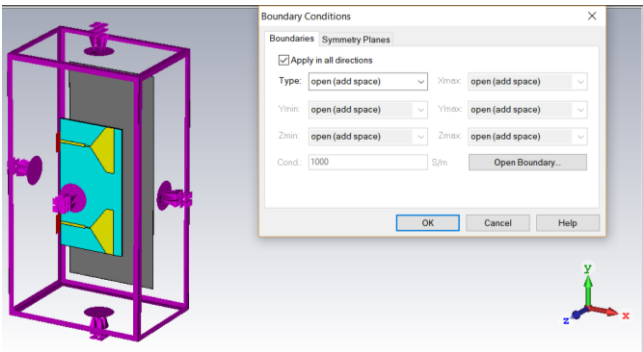 Boundary Conditions
Boundaries Symmetry Planes
Apply in all directions
Type: open (add space) Xmax: open (add space)
Ymin: open (add space) Ymax: open (add space)
Zmin: open (add space) Zmax: open (add space)
Cond.: 1000 S/m Open Boundary...
OK Cancel Help
y
z x